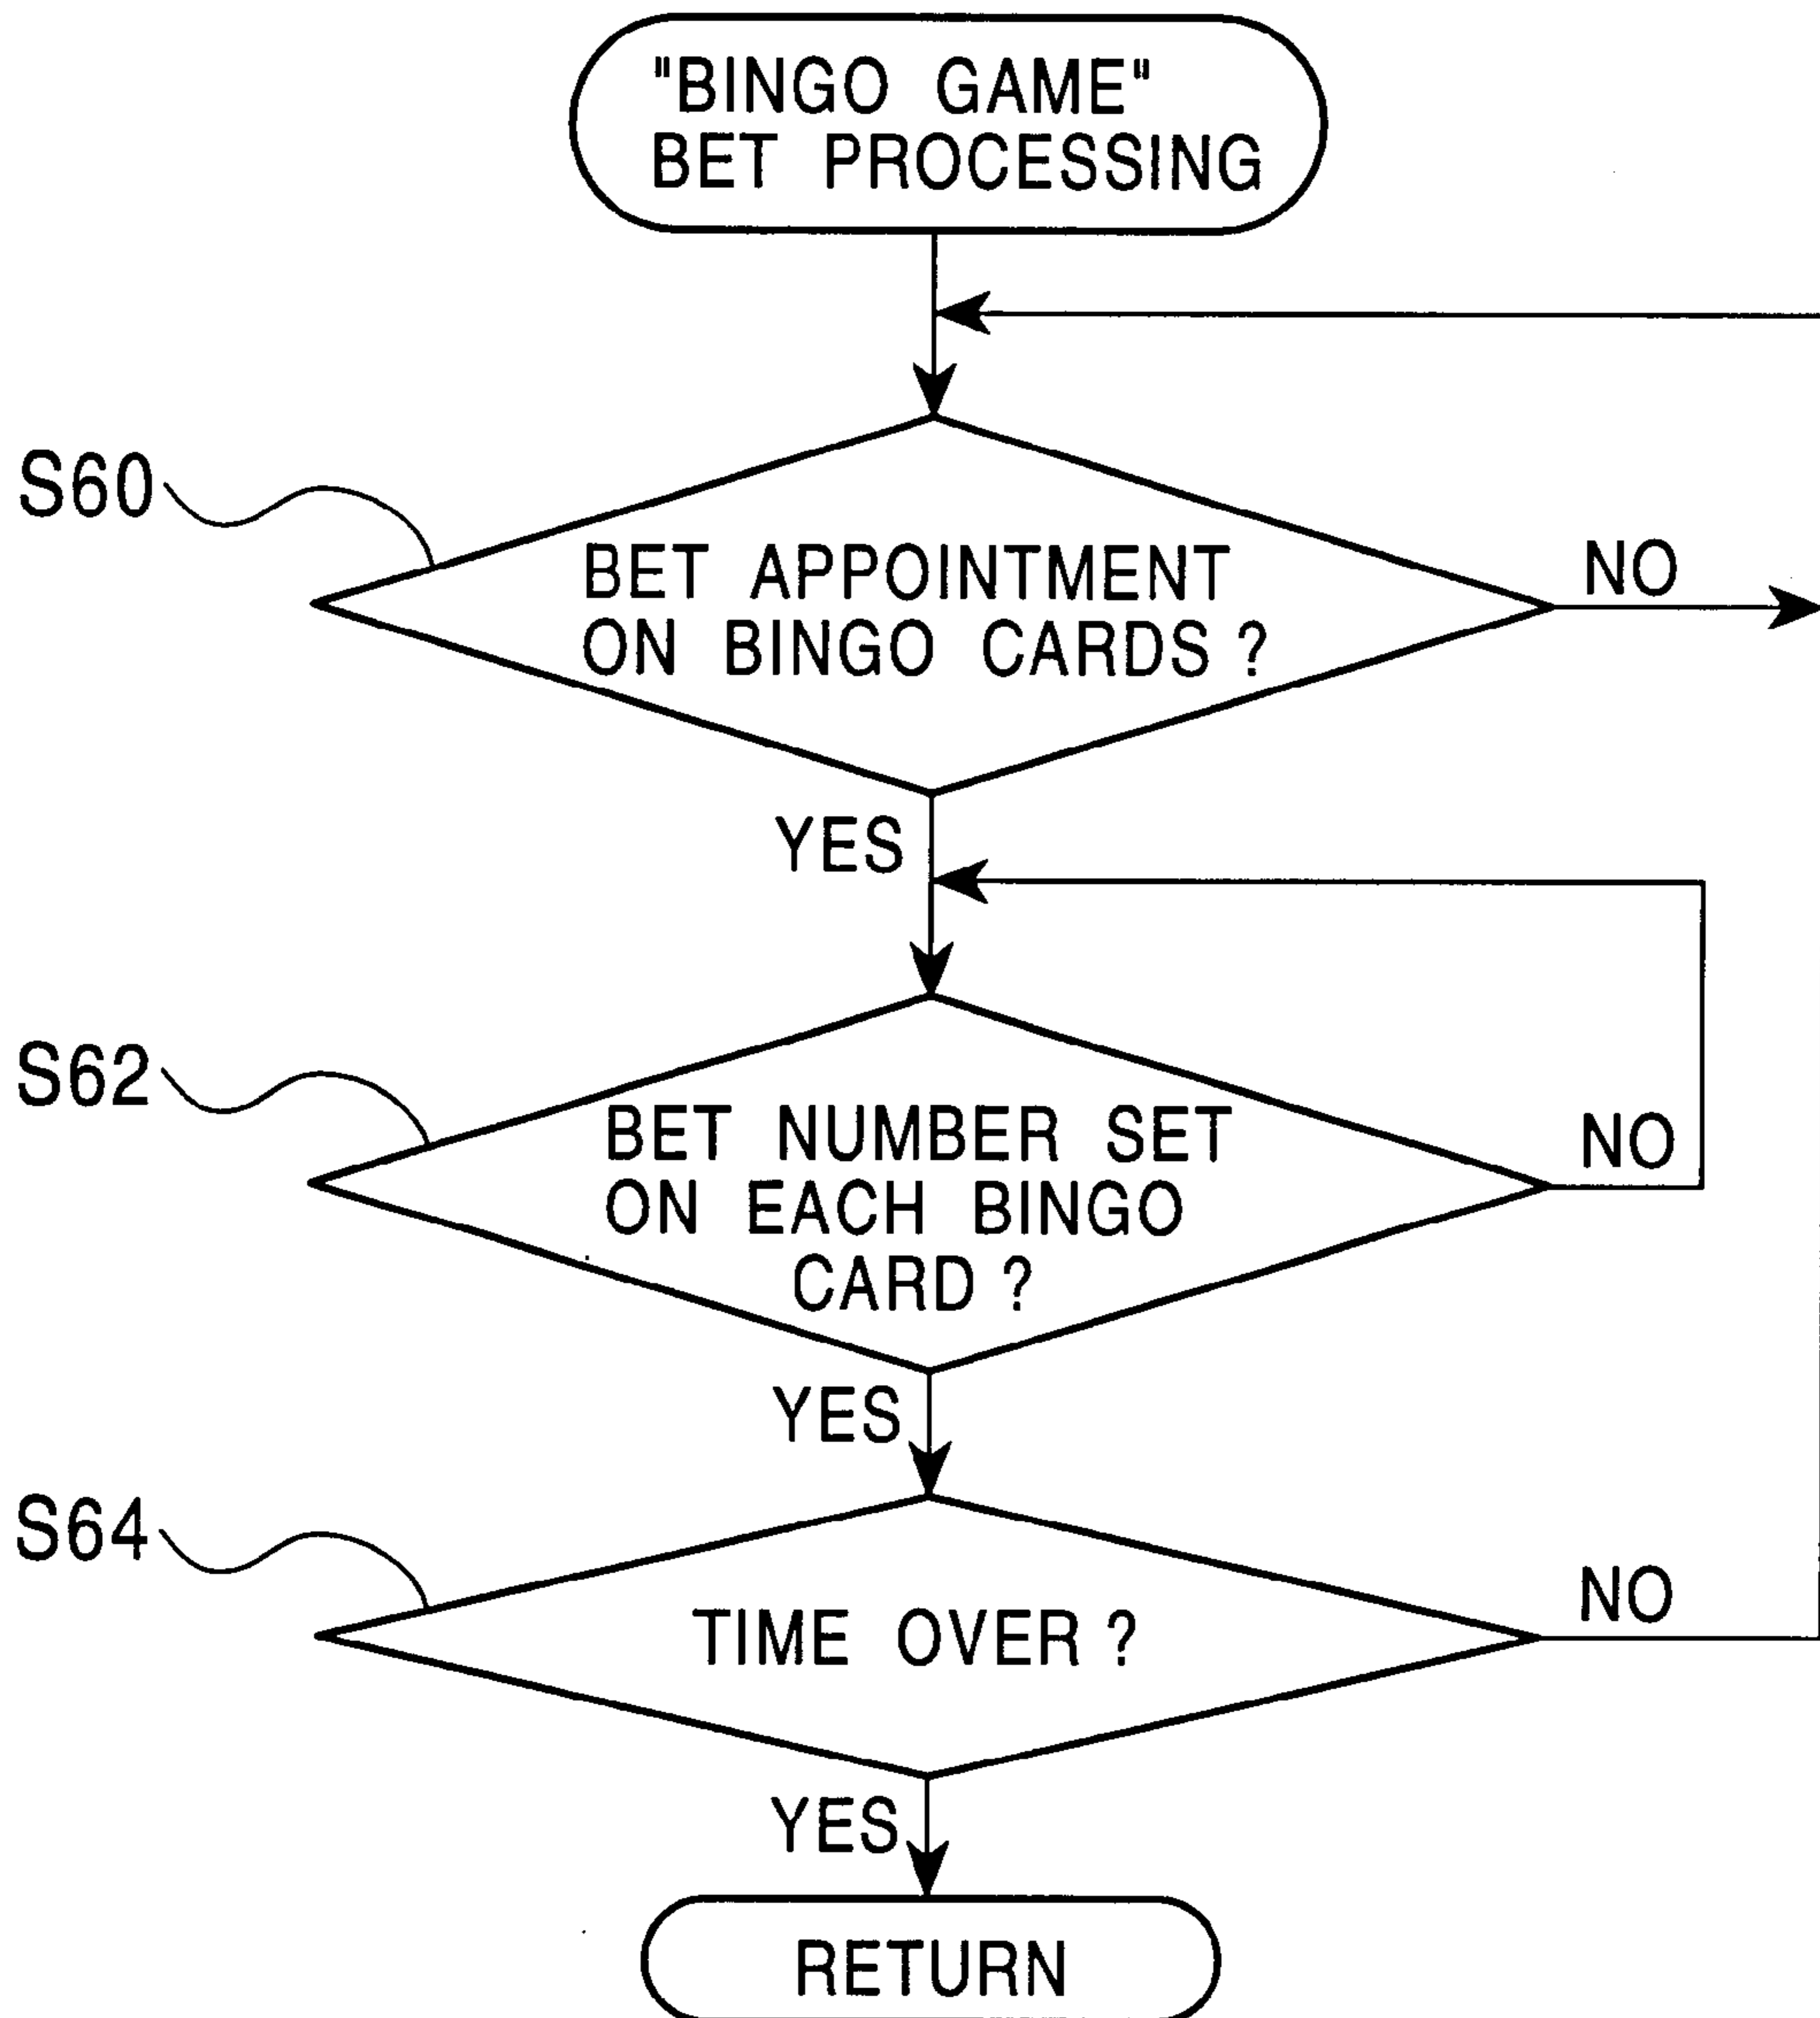 "BINGO GAME"
BET PROCESSING
S60
BET APPOINTMENT
ON BINGO CARDS ?
NO
YES
S62
BET NUMBER SET
ON EACH BINGO
CARD ?
NO
YES
S64
TIME OVER ?
NO
YES
RETURN